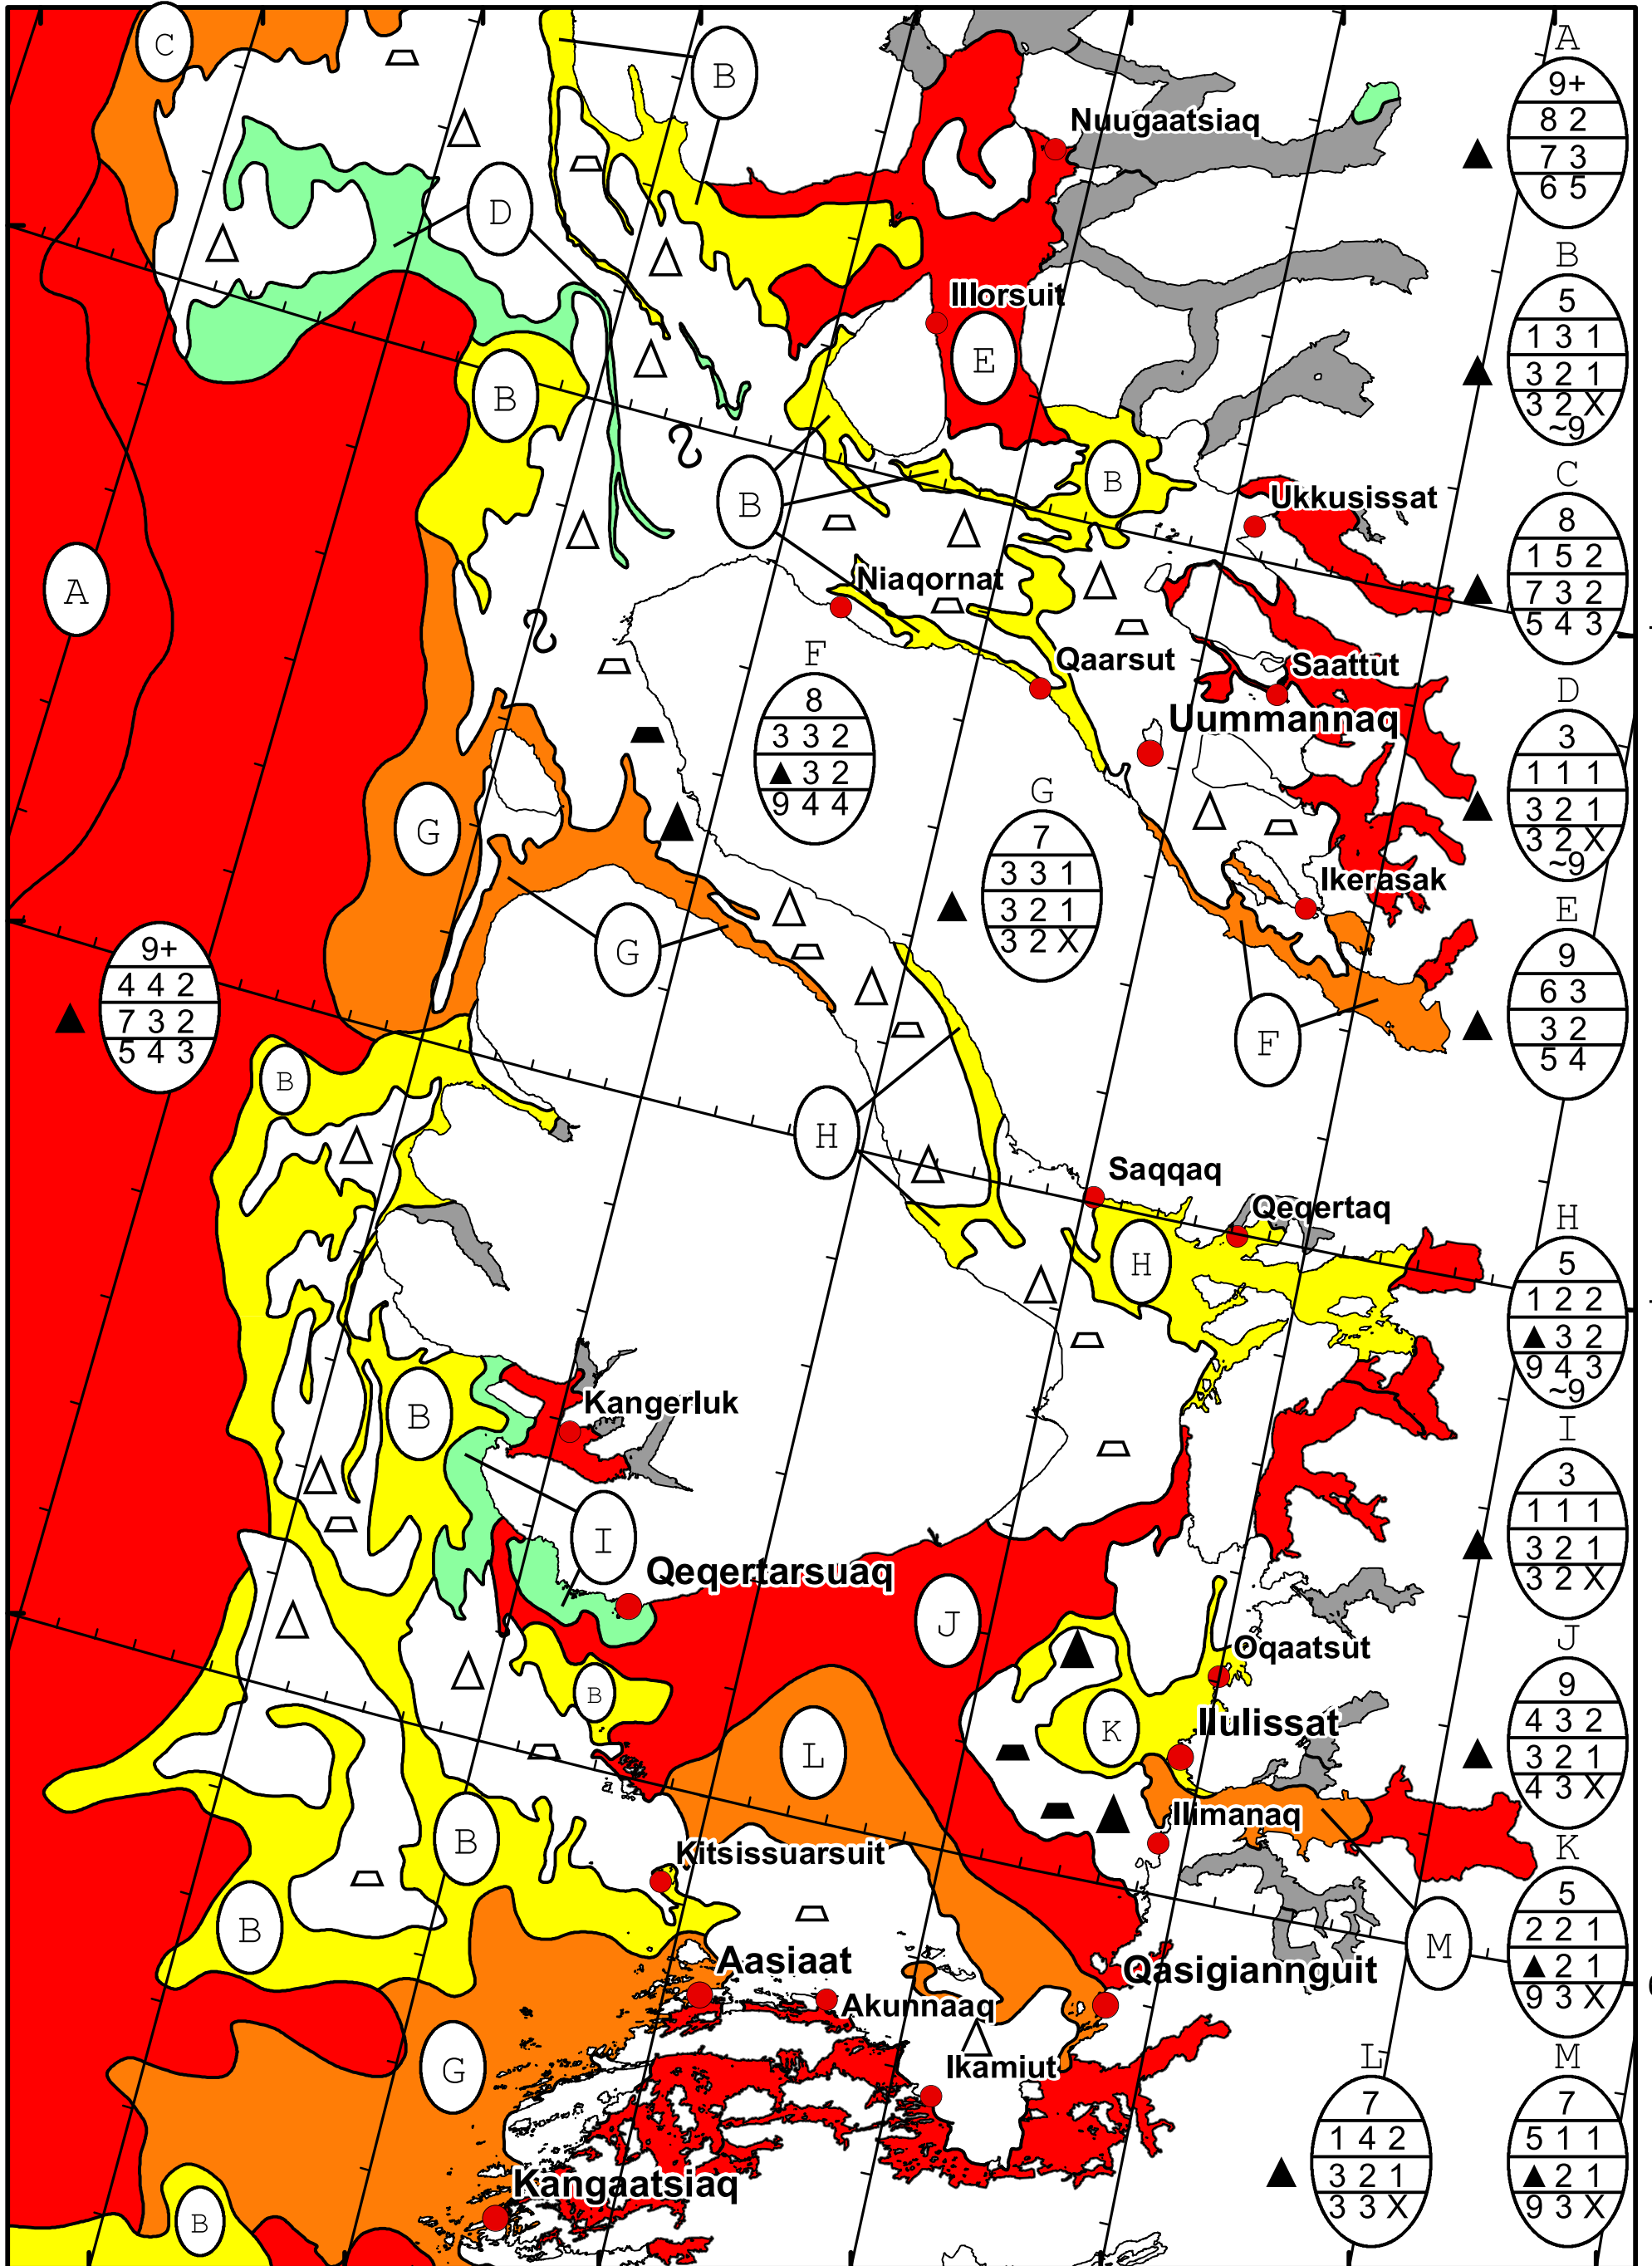 C
B
A
9+
8 2
7 3
6 5
Nuugaatsiaq
D
B
5
1 3 1
3 2 1
3 2 X
~9
Illorsuit
E
B
B
B
C
8
1 5 2
7 3 2
5 4 3
Ukkusissat
A
Niaqornat
Qaarsut
Saattut
Uummannaq
D
3
1 1 1
3 2 1
3 2 X
~9
F
8
3 3 2
▲ 3 2
9 4 4
G
G
7
3 3 1
3 2 1
3 2 X
Ikerasak
G
E
9
6 3
3 2
5 4
9+
4 4 2
7 3 2
5 4 3
F
B
H
Saqqaq
Qeqertaq
H
H
5
1 2 2
▲ 3 2
9 4 3
~9
B
Kangerluk
I
3
1 1 1
3 2 1
3 2 X
I
Qeqertarsuaq
J
Oqaatsut
J
9
4 3 2
3 2 1
4 3 X
B
K
Ilulissat
L
Ilimanaq
B
Kitsissuarsuit
K
5
2 2 1
▲ 2 1
9 3 X
B
M
Aasiaat
Qasigiannguit
Akunnaaq
G
Ikamiut
L
7
1 4 2
3 2 1
3 3 X
M
7
5 1 1
▲ 2 1
9 3 X
Kangaatsiaq
B